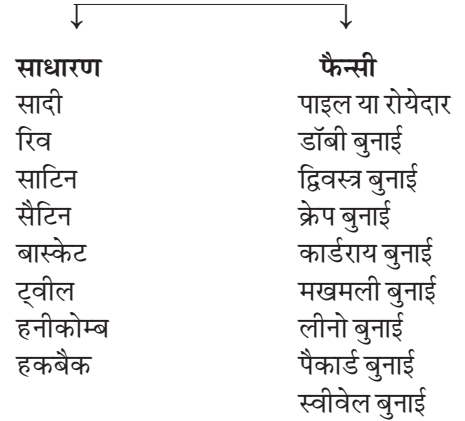 साधारण
सादी
रिव
साटिन
सैटिन
बास्केट
ट्वील
हनीकोम्ब
हकबैक
फैन्सी
पाइल या रोयेदार
डॉबी बुनाई
द्विवस्त्र बुनाई
क्रेप बुनाई
कार्डराय बुनाई
मखमली बुनाई
लीनो बुनाई
पैकार्ड बुनाई
स्वीवेल बुनाई